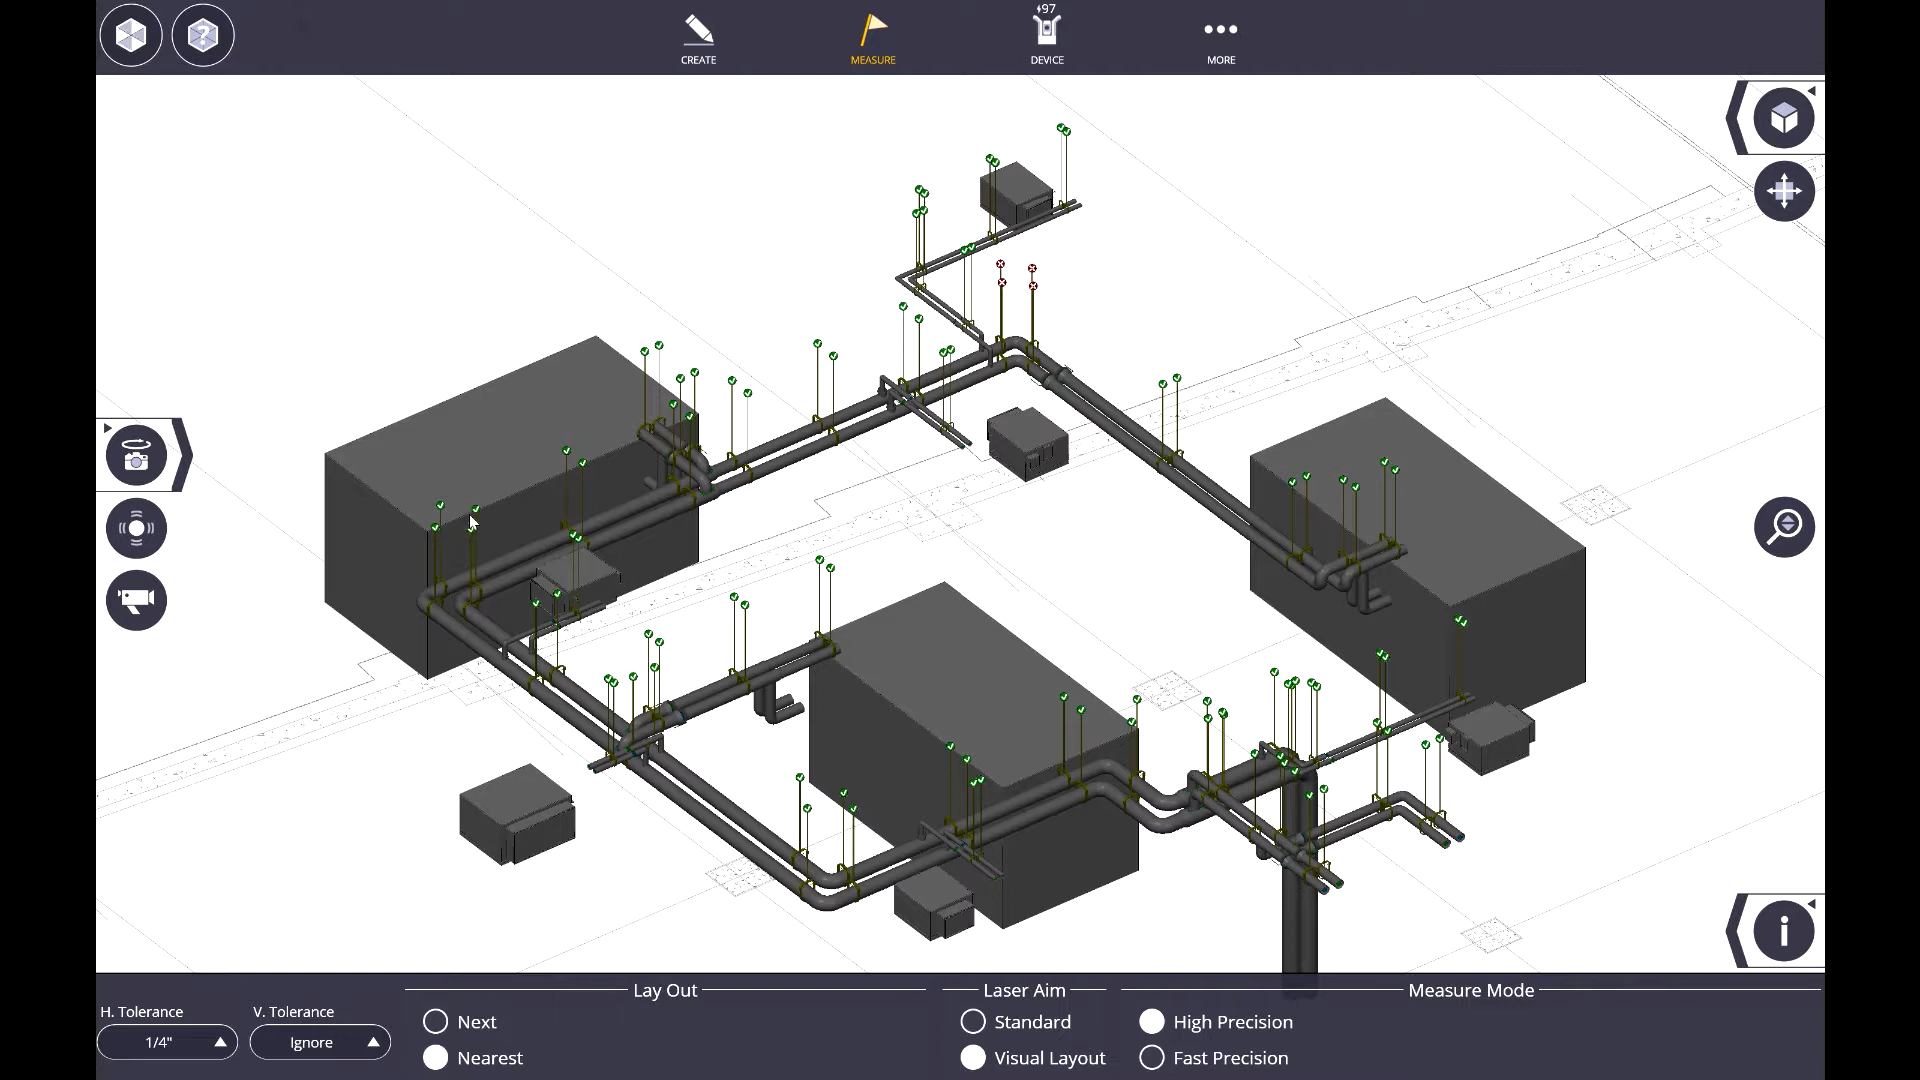 ?
97
CREATE
MEASURE
DEVICE
MORE
i
Lay Out
Laser Aim
Measure Mode
H. Tolerance
V. Tolerance
1/4"
Ignore
Next
Nearest
Standard
Visual Layout
High Precision
Fast Precision